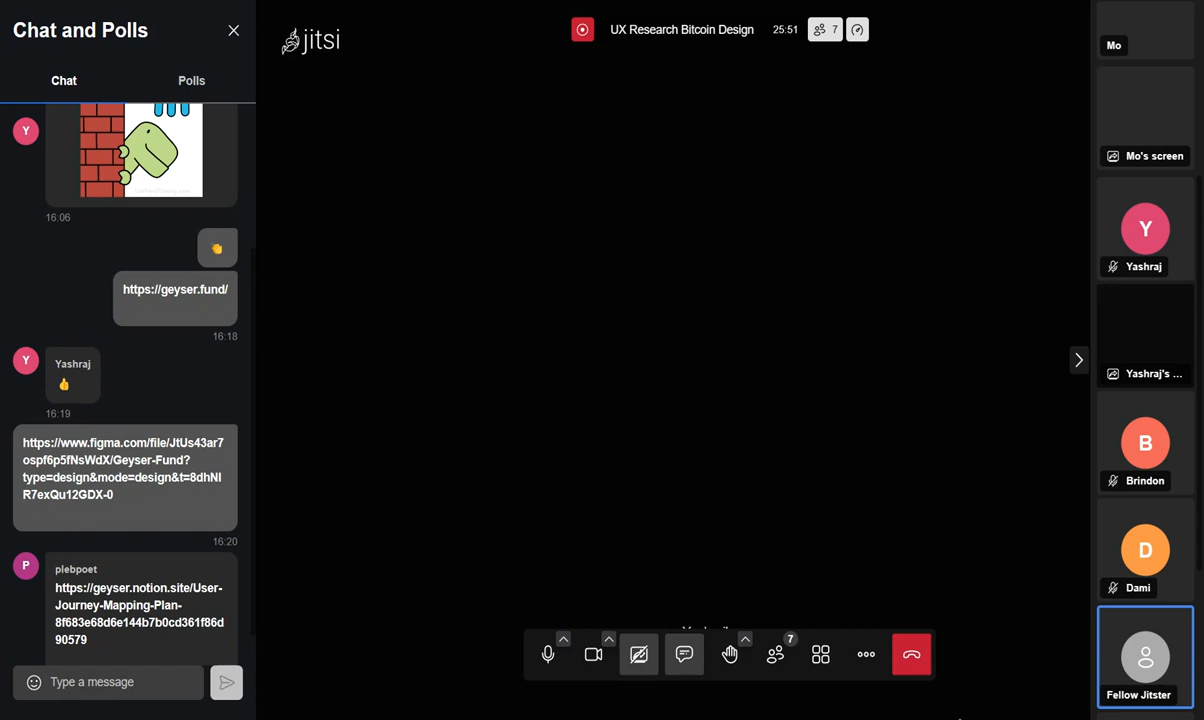 Chat and Polls
Chat
Polls
Y
16:06
https://geyser.fund/
16:18
Y
Yashraj
16:19
https://www.figma.com/file/JtUs43ar7
ospf6p5fNsWdX/Geyser-Fund?
type=design&mode=design&t=8dhNI
R7exQu12GDX-0
16:20
P
plebpoet
https://geyser.notion.site/User-
Journey-Mapping-Plan-
8f683e68d6e144b7b0cd361f86d
90579
Type a message
jitsi
UX Research Bitcoin Design
25:51
7
7
Mo
Mo's screen
Y
Yashraj
Yashraj's ...
B
Brindon
D
Dami
Fellow Jitster